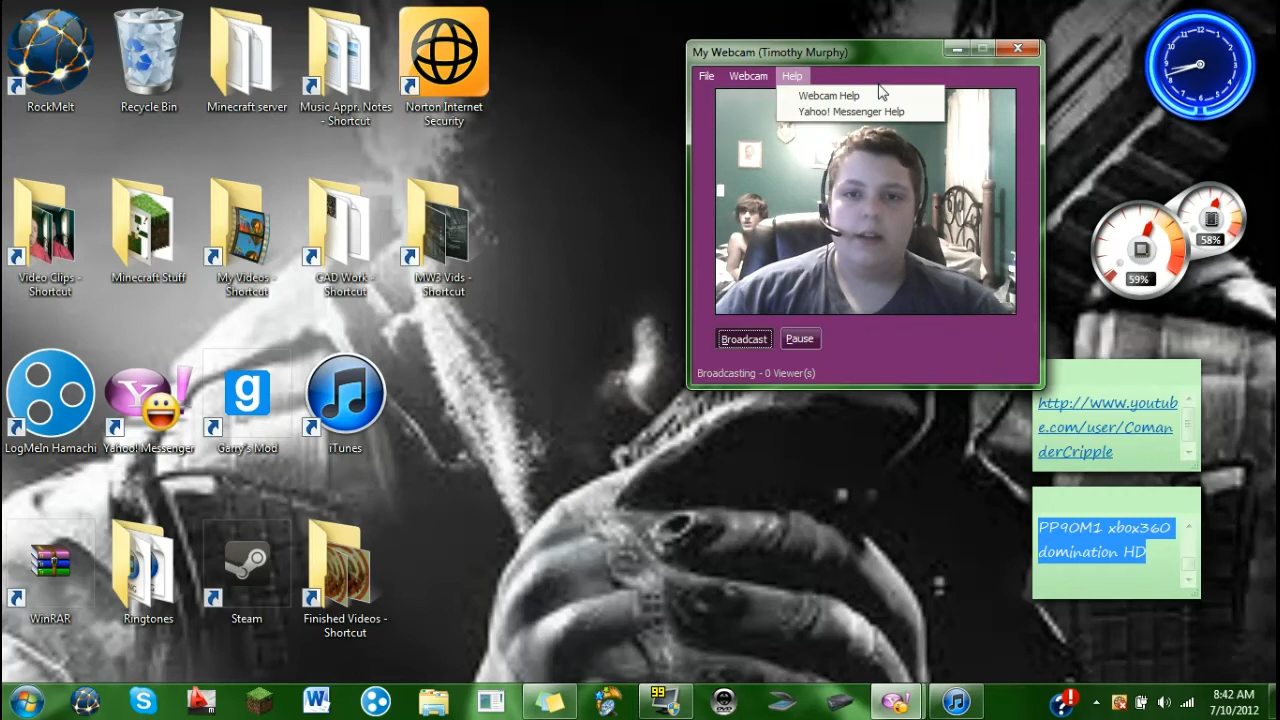 RockMelt
Recycle Bin
Minecraft server
Music Appr. Notes
- Shortcut
Norton Internet
Security
Video Clips -
Shortcut
Minecraft Stuff
My Videos -
Shortcut
CAD Work -
Shortcut
MW3 Vids -
Shortcut
LogMeIn Hamachi
Yahoo! Messenger
Garry's Mod
iTunes
WinRAR
Ringtones
Steam
Finished Videos -
Shortcut
My Webcam (Timothy Murphy)
File Webcam Help
Webcam Help
Yahoo! Messenger Help
Broadcast Pause
Broadcasting - 0 Viewer(s)
58%
59%
http://www.youtub
e.com/user/Coman
derCripple
PP90M1 xbox360
domination HD
99
8:42 AM
7/10/2012